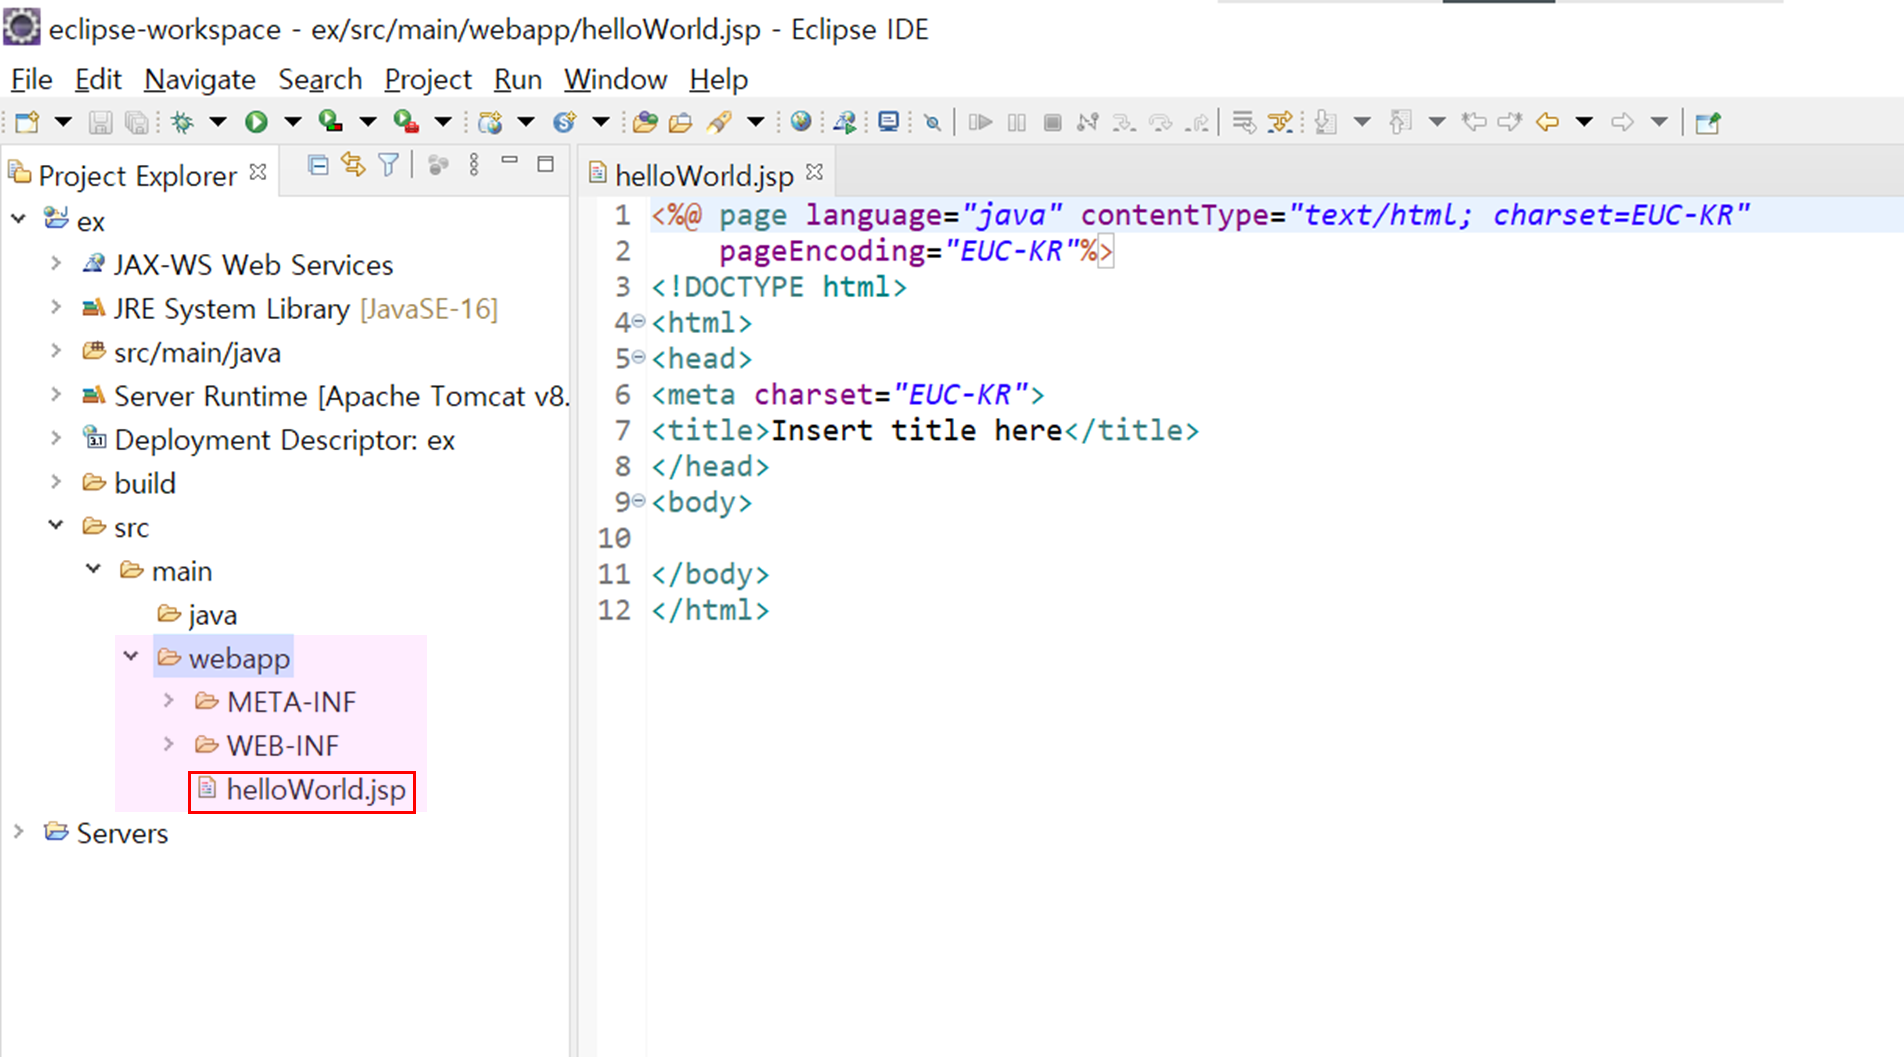 eclipse-workspace - ex/src/main/webapp/helloWorld.jsp - Eclipse IDE
File Edit Navigate Search Project Run Window Help
Project Explorer
ex
JAX-WS Web Services
JRE System Library [JavaSE-16]
src/main/java
Server Runtime [Apache Tomcat v8.
3.1 Deployment Descriptor: ex
build
src
main
java
webapp
META-INF
WEB-INF
helloWorld.jsp
Servers
helloWorld.jsp
1 <%@ page language="java" contentType="text/html; charset=EUC-KR"
2     pageEncoding="EUC-KR"%>
3 <!DOCTYPE html>
4 <html>
5 <head>
6 <meta charset="EUC-KR">
7 <title>Insert title here</title>
8 </head>
9 <body>
10
11 </body>
12 </html>